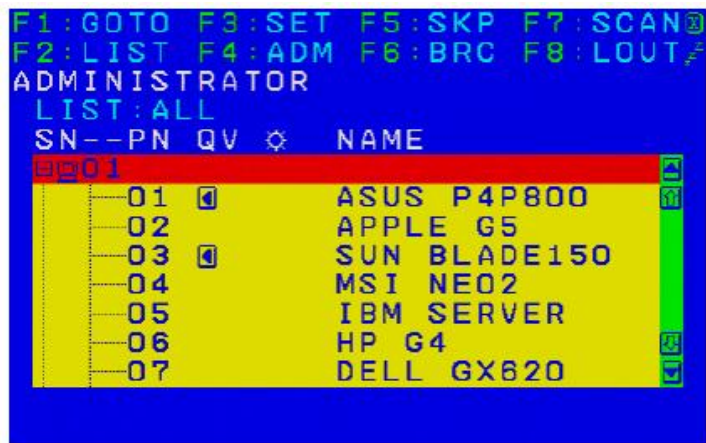 F1:GOTO F3:SET F5:SKP F7:SCAN
F2:LIST F4:ADM F6:BRC F8:LOUT
ADMINISTRATOR
LIST:ALL
SN--PN QV ☼ NAME
01
01 ASUS P4P800
02 APPLE G5
03 SUN BLADE150
04 MSI NEO2
05 IBM SERVER
06 HP G4
07 DELL GX620